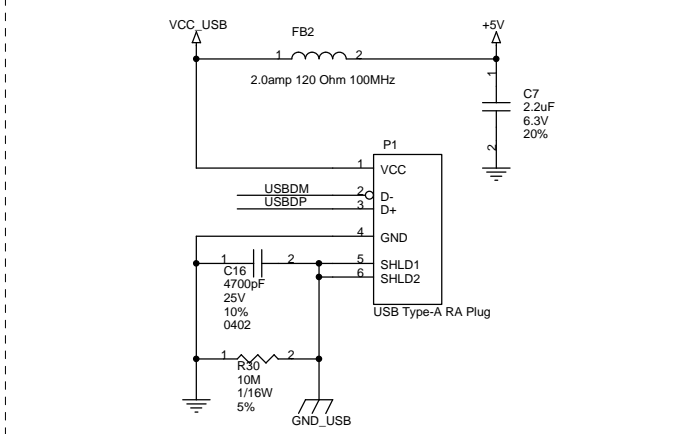 VCC_USB
FB2
+5V
1
2
2.0amp 120 Ohm 100MHz
1
C7
2.2uF
6.3V
20%
2
P1
1
VCC
USBDM
2
D-
USBDP
3
D+
4
GND
1
2
5
SHLD1
C16
6
SHLD2
4700pF
25V
10%
0402
USB Type-A RA Plug
1
2
R30
10M
1/16W
5%
GND_USB